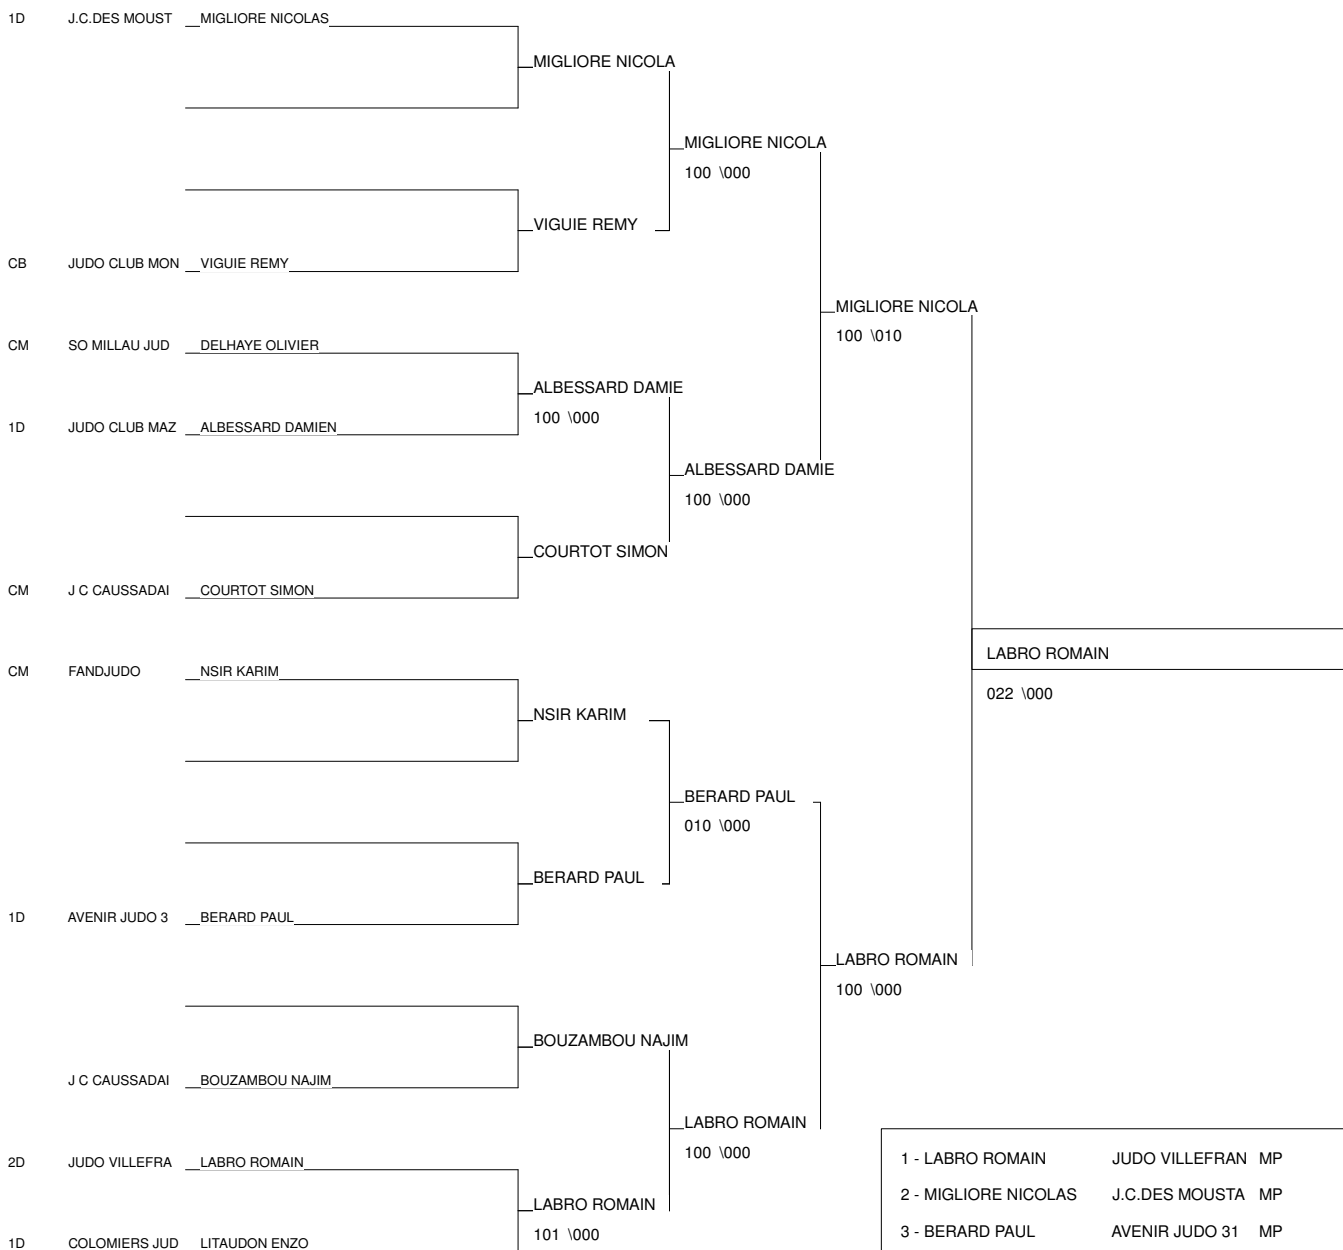 1D J.C.DES MOUST MIGLIORE NICOLAS
MIGLIORE NICOLA
MIGLIORE NICOLA
100 \000
VIGUIE REMY
CB JUDO CLUB MON VIGUIE REMY
MIGLIORE NICOLA
100 \010
CM SO MILLAU JUD DELHAYE OLIVIER
ALBESSARD DAMIE
100 \000
1D JUDO CLUB MAZ ALBESSARD DAMIEN
ALBESSARD DAMIE
100 \000
COURTOT SIMON
CM J C CAUSSADAI COURTOT SIMON
LABRO ROMAIN
022 \000
CM FANDJUDO NSIR KARIM
NSIR KARIM
BERARD PAUL
010 \000
BERARD PAUL
1D AVENIR JUDO 3 BERARD PAUL
LABRO ROMAIN
100 \000
BOUZAMBOU NAJIM
J C CAUSSADAI BOUZAMBOU NAJIM
LABRO ROMAIN
100 \000
2D JUDO VILLEFRA LABRO ROMAIN
LABRO ROMAIN
101 \000
1D COLOMIERS JUD LITAUDON ENZO
1 - LABRO ROMAIN JUDO VILLEFRAN MP
2 - MIGLIORE NICOLAS J.C.DES MOUSTA MP
3 - BERARD PAUL AVENIR JUDO 31 MP